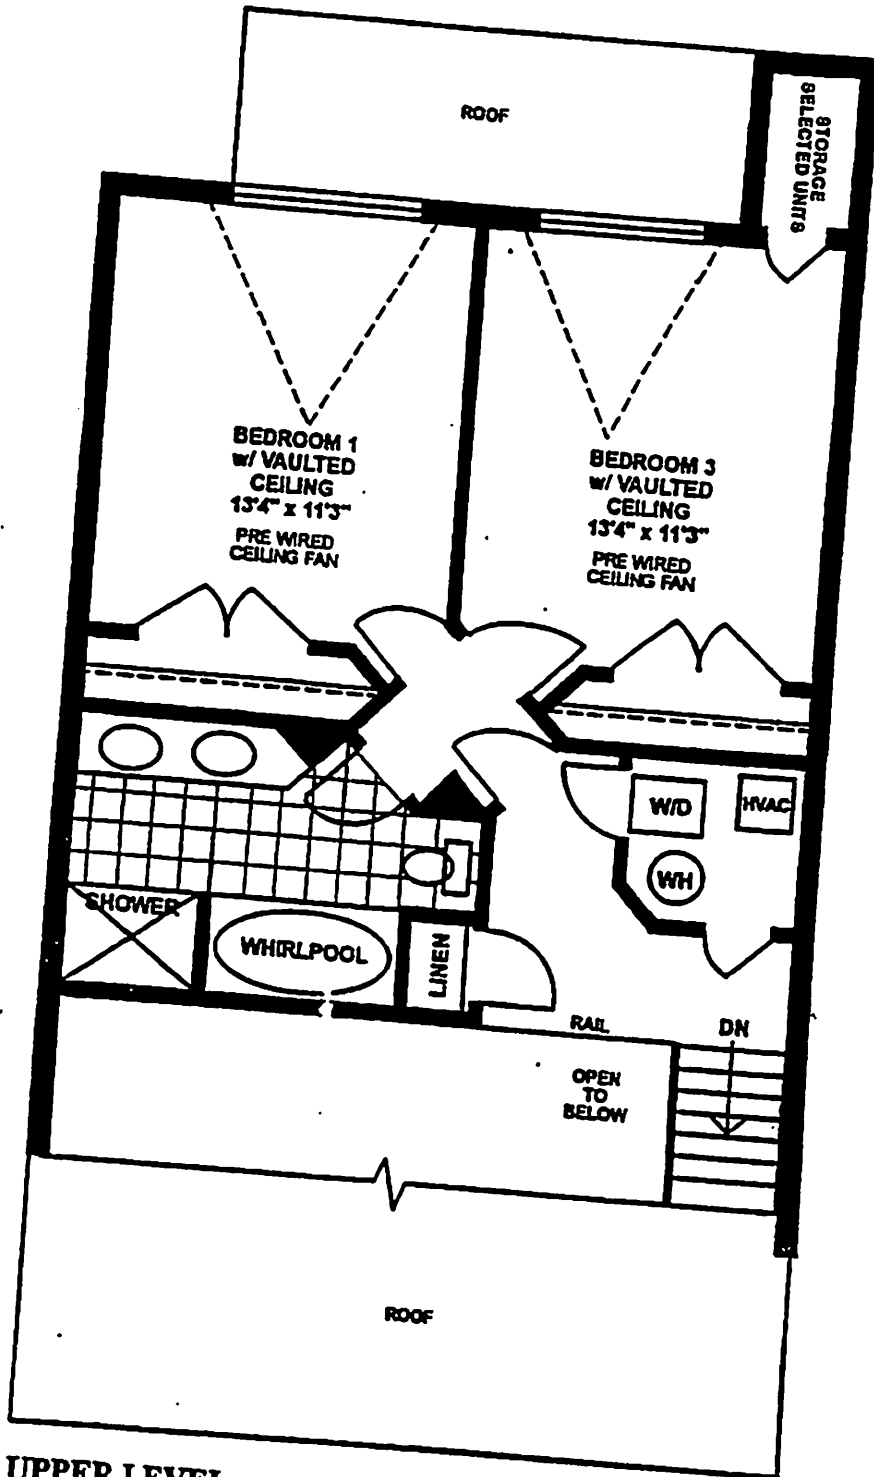 ROOF
STORAGE
SELECTED UNITS
BEDROOM 1
w/ VAULTED
CEILING
13'4" x 11'3"
PRE WIRED
CEILING FAN
BEDROOM 3
w/ VAULTED
CEILING
13'4" x 11'3"
PRE WIRED
CEILING FAN
W/D
HVAC
WH
SHOWER
WHIRLPOOL
LINEN
RAIL
DN
OPEN
TO
BELOW
ROOF
UPPER LEVEL